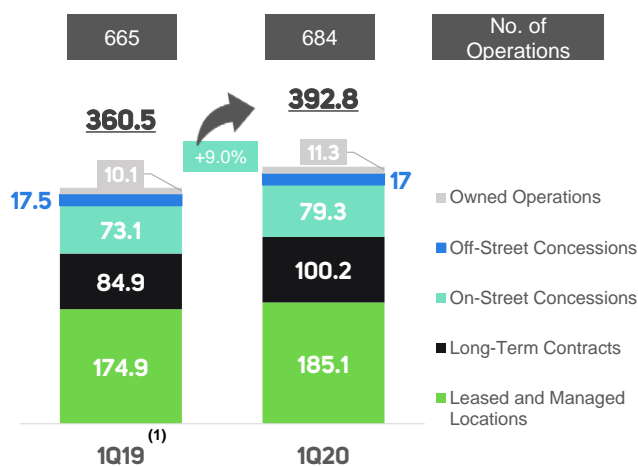 665
684
No. of
Operations
360.5
392.8
+9.0%
10.1
11.3
17.5
17
73.1
79.3
84.9
100.2
174.9
185.1
Owned Operations
Off-Street Concessions
On-Street Concessions
Long-Term Contracts
Leased and Managed
Locations
1Q19 (1)
1Q20